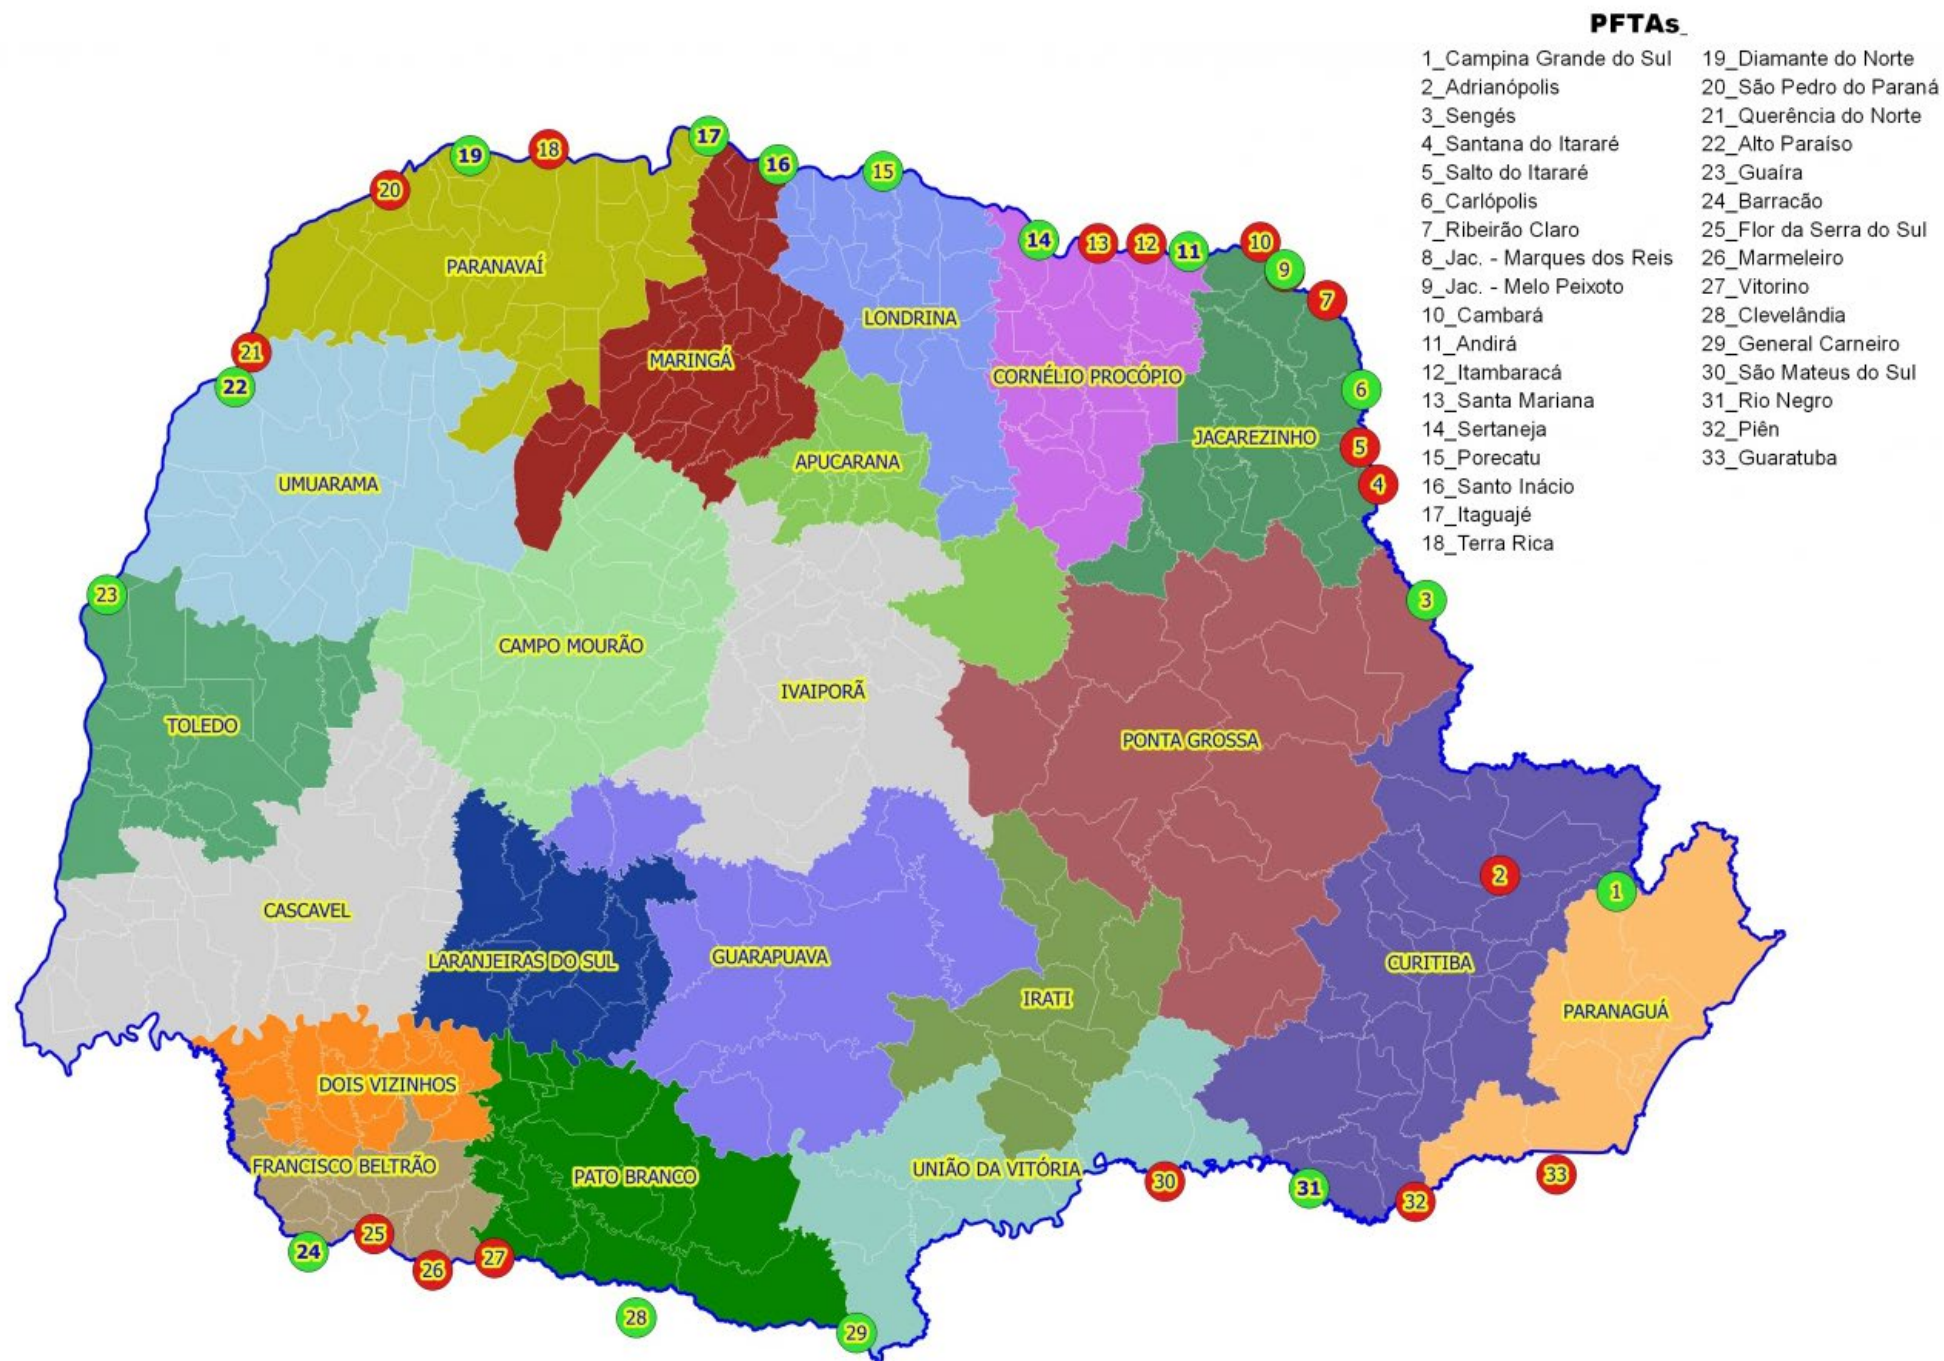 PFTAs_
1_Campina Grande do Sul
2_Adrianópolis
3_Sengés
4_Santana do Itararé
5_Salto do Itararé
6_Carlópolis
7_Ribeirão Claro
8_Jac. - Marques dos Reis
9_Jac. - Melo Peixoto
10_Cambará
11_Andirá
12_Itambaracá
13_Santa Mariana
14_Sertaneja
15_Porecatu
16_Santo Inácio
17_Itaguajé
18_Terra Rica
19_Diamante do Norte
20_São Pedro do Paraná
21_Querência do Norte
22_Alto Paraíso
23_Guaíra
24_Barracão
25_Flor da Serra do Sul
26_Marmeleiro
27_Vitorino
28_Clevelândia
29_General Carneiro
30_São Mateus do Sul
31_Rio Negro
32_Piên
33_Guaratuba
17
18
19
16
15
20
14
13
12
11
10
9
PARANAVAÍ
7
LONDRINA
21
MARINGÁ
CORNÉLIO PROCÓPIO
22
6
JACAREZINHO
5
APUCARANA
UMUARAMA
4
23
3
CAMPO MOURÃO
IVAIPORÃ
TOLEDO
PONTA GROSSA
2
1
CASCAVEL
LARANJEIRAS DO SUL
GUARAPUAVA
CURITIBA
IRATI
PARANAGUÁ
DOIS VIZINHOS
FRANCISCO BELTRÃO
PATO BRANCO
UNIÃO DA VITÓRIA
30
31
33
32
25
24
26
27
28
29